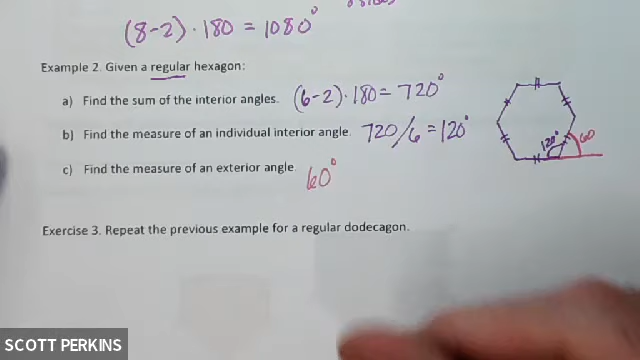 (8-2) · 180 = 1080°
Example 2. Given a regular hexagon:
a) Find the sum of the interior angles. (6-2) · 180 = 720°
b) Find the measure of an individual interior angle. 720/6 = 120°
c) Find the measure of an exterior angle. 60°
120° 60
Exercise 3. Repeat the previous example for a regular dodecagon.
SCOTT PERKINS